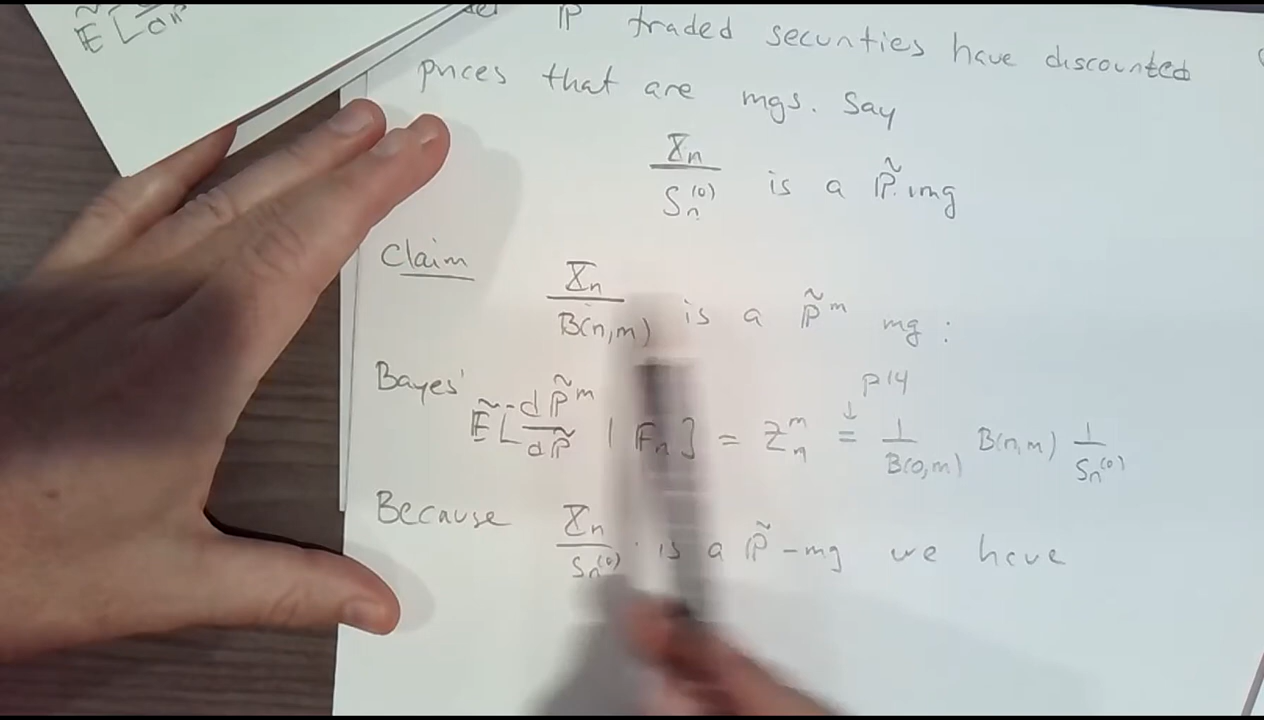 Ẽ [ d P̃
P̃ traded securities have discounted
prices that are mgs. Say
X_n / S_n^(0) is a P̃ mg
Claim X_n / B(n,m) is a P̃^m mg :
p14
Bayes' Ẽ [ dP̃^m / dP̃ | F_n ] = Z_n^m = 1 / B(0,m) B(n,m) 1 / S_n^(0)
Because X_n / S_n^(0) is a P̃-mg we have